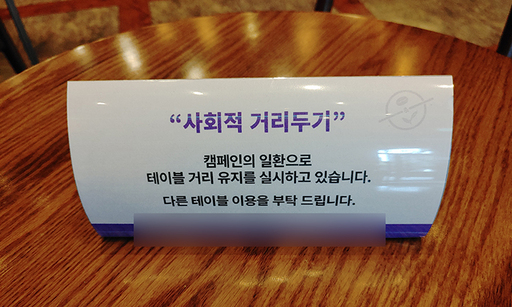 “사회적 거리두기”
캠페인의 일환으로
테이블 거리 유지를 실시하고 있습니다.
다른 테이블 이용을 부탁 드립니다.